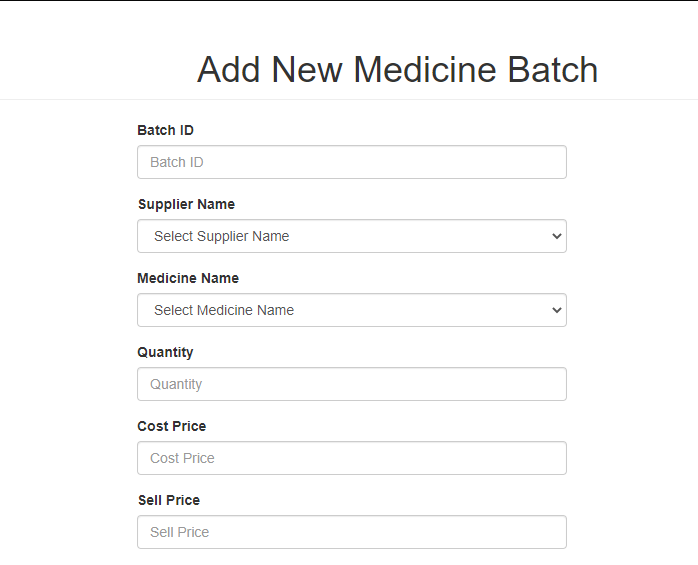 Add New Medicine Batch
Batch ID
Batch ID
Supplier Name
Select Supplier Name
Medicine Name
Select Medicine Name
Quantity
Quantity
Cost Price
Cost Price
Sell Price
Sell Price